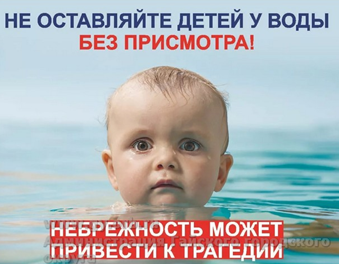 НЕ ОСТАВЛЯЙТЕ ДЕТЕЙ У ВОДЫ
БЕЗ ПРИСМОТРА!
НЕБРЕЖНОСТЬ МОЖЕТ
ПРИВЕСТИ К ТРАГЕДИИ